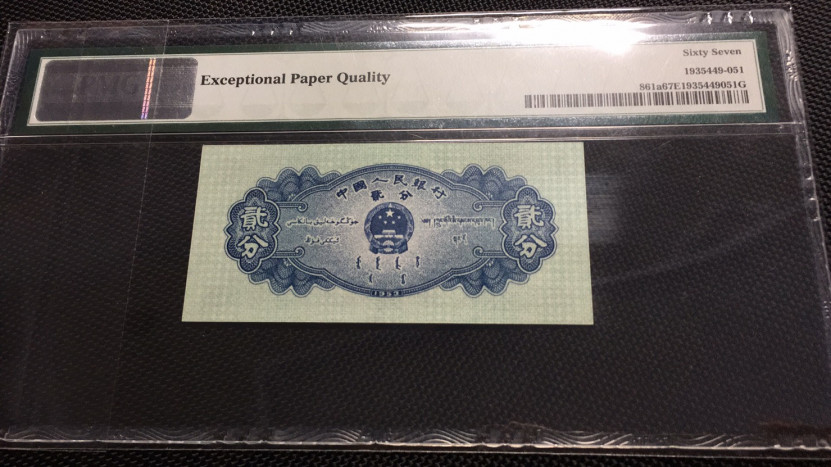 PMG
Exceptional Paper Quality
Sixty Seven
1935449-051
861a67E1935449051G
中國人民銀行
貳分
貳分
貳分
1953